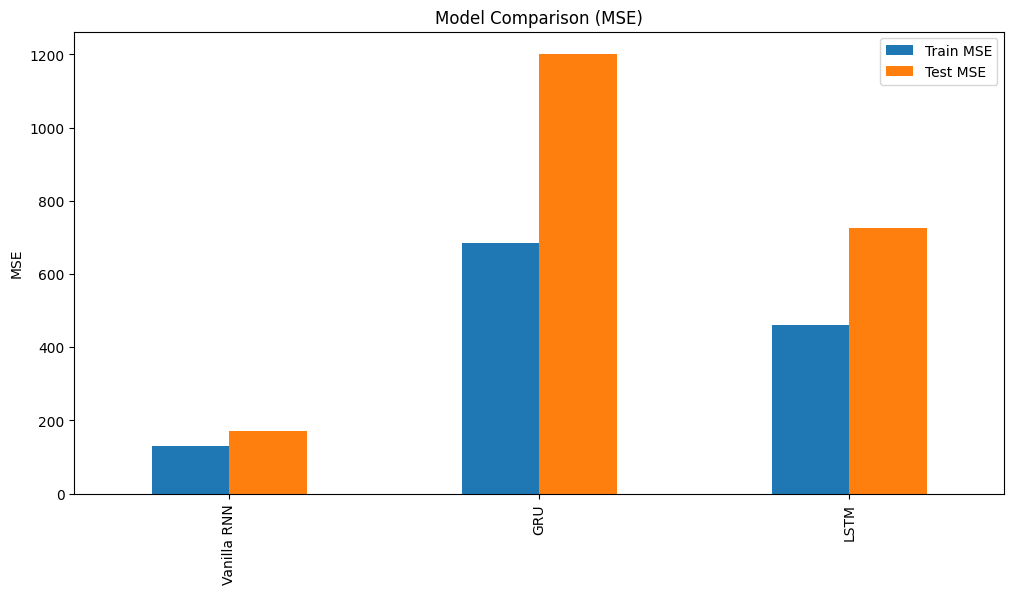 Model Comparison (MSE)
Train MSE
Test MSE
1200
1000
800
600
400
200
0
MSE
Vanilla RNN
GRU
LSTM